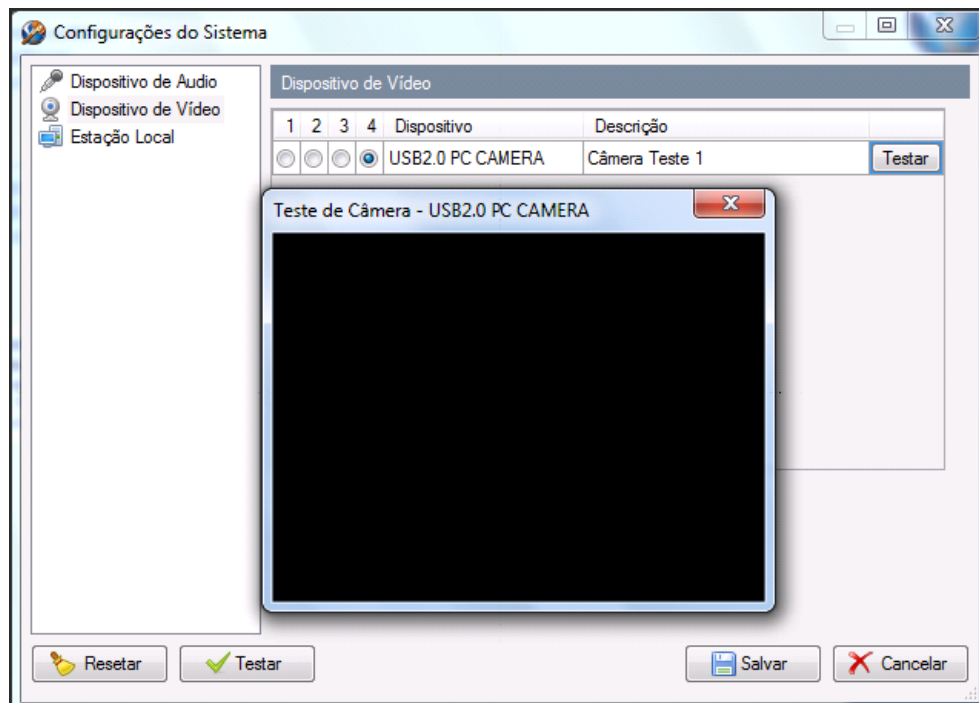 Configurações do Sistema
Dispositivo de Audio
Dispositivo de Vídeo
Estação Local
Dispositivo de Vídeo
1 2 3 4 Dispositivo Descrição
USB2.0 PC CAMERA Câmera Teste 1 Testar
Teste de Câmera - USB2.0 PC CAMERA
Resetar Testar Salvar Cancelar